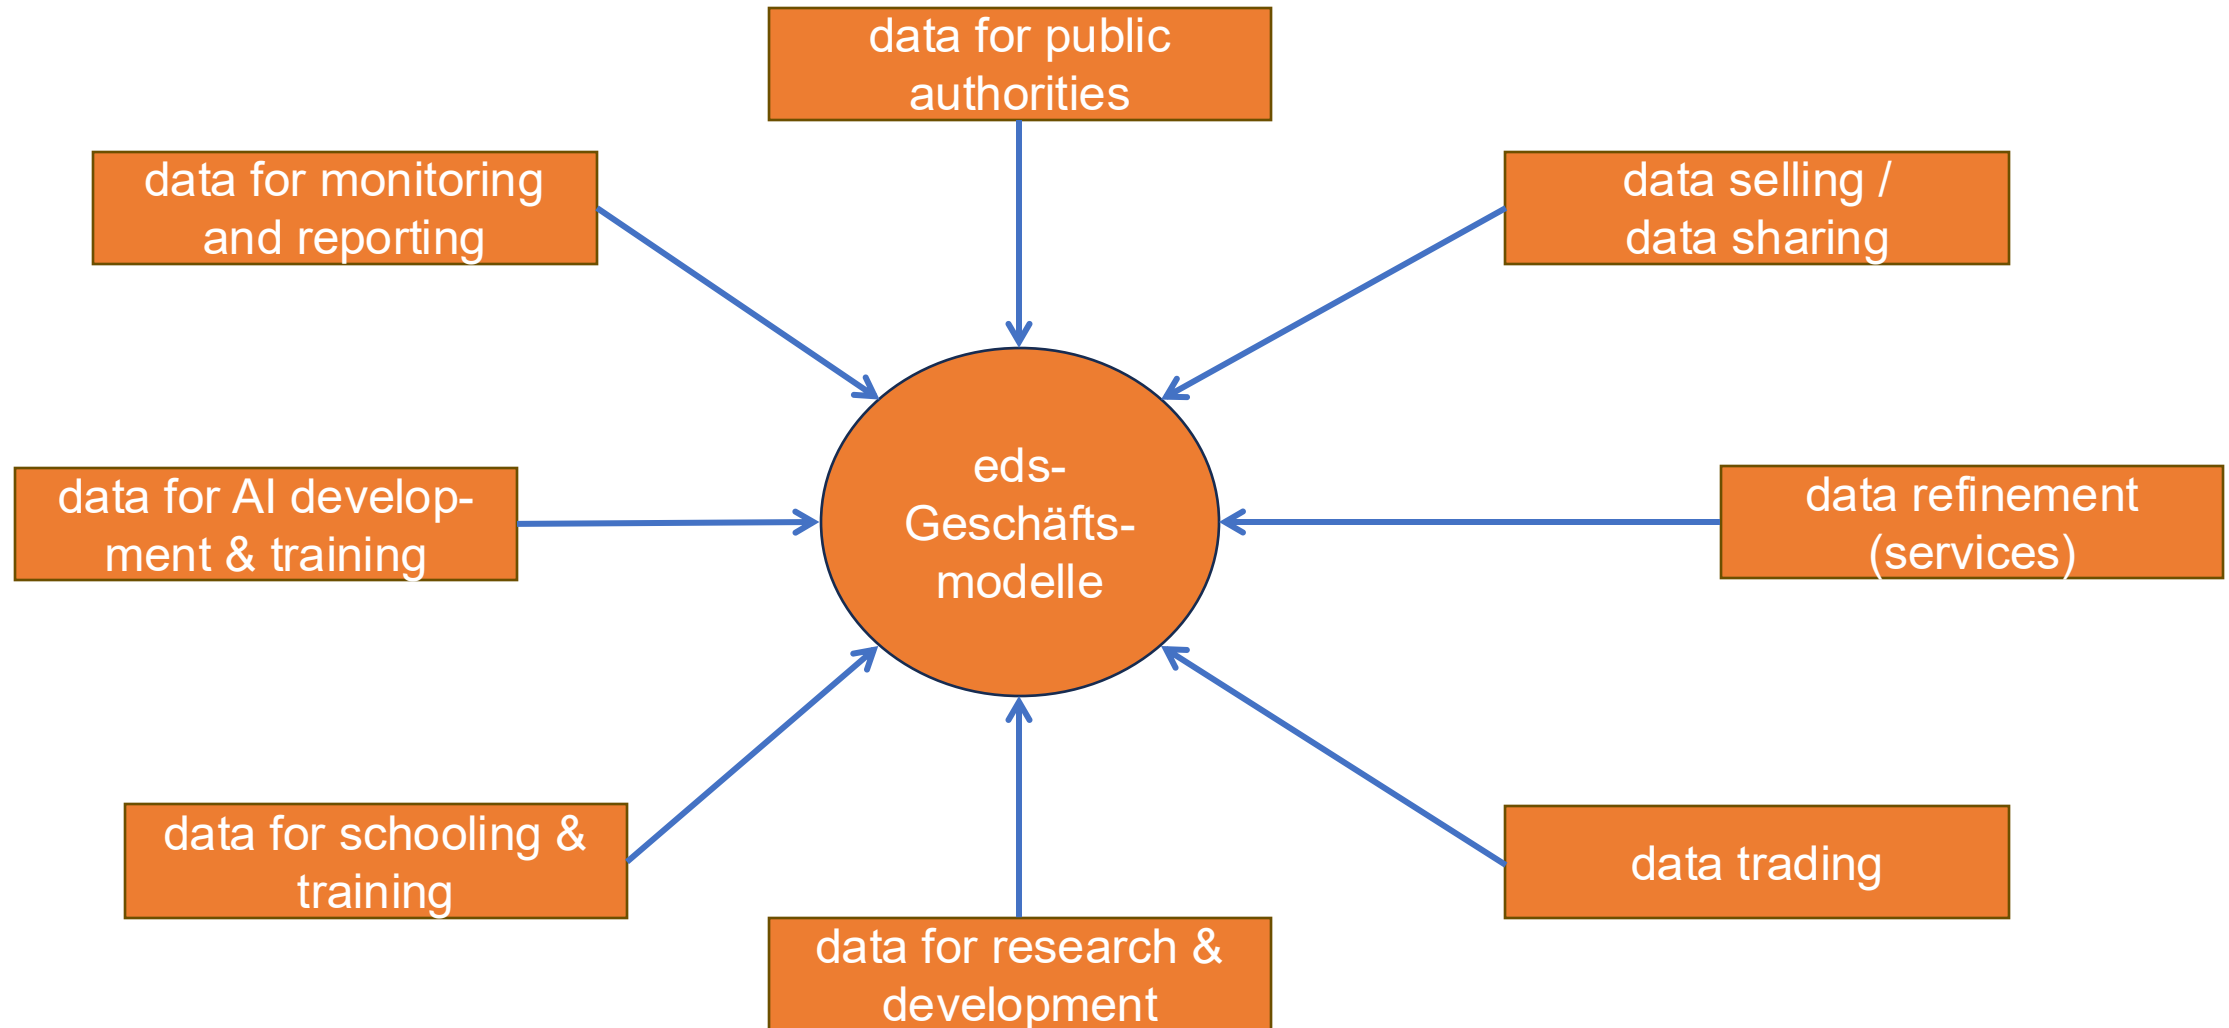 data for public
authorities
data for monitoring
and reporting
data selling /
data sharing
data for AI develop-
ment & training
eds-
Geschäfts-
modelle
data refinement
(services)
data for schooling &
training
data trading
data for research &
development